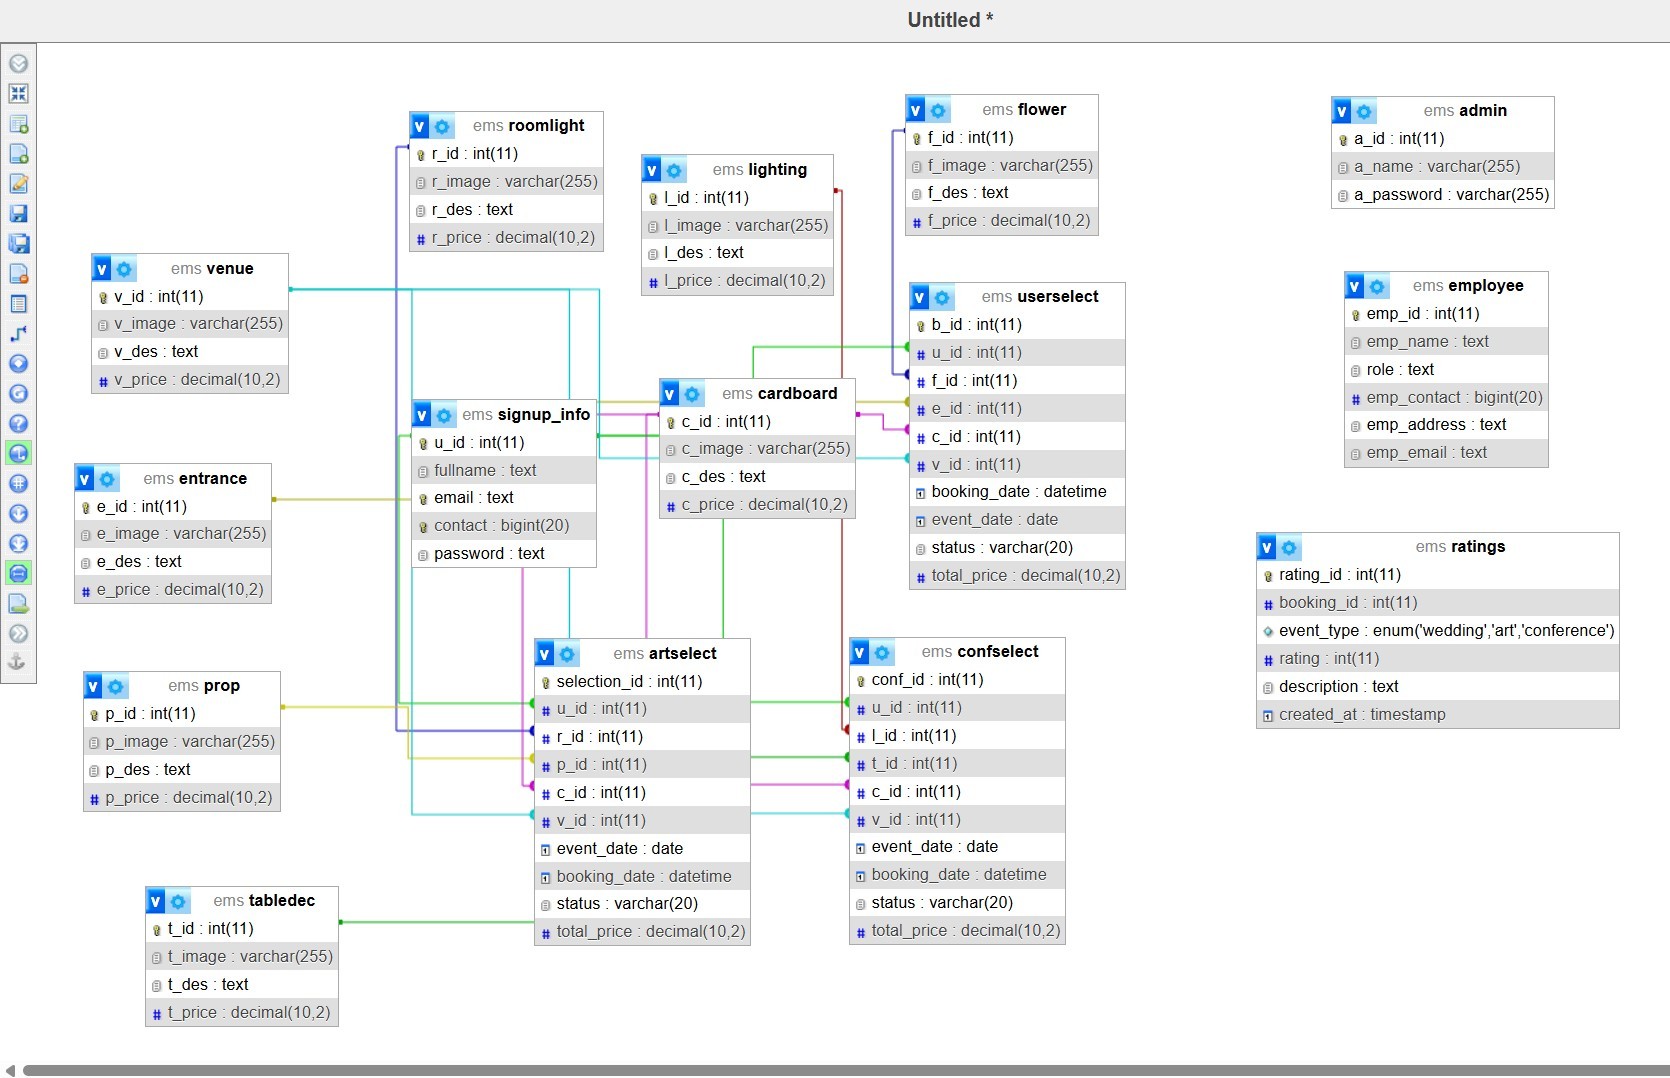 Untitled *
ems roomlight
r_id : int(11)
r_image : varchar(255)
r_des : text
r_price : decimal(10,2)
ems lighting
l_id : int(11)
l_image : varchar(255)
l_des : text
l_price : decimal(10,2)
ems flower
f_id : int(11)
f_image : varchar(255)
f_des : text
f_price : decimal(10,2)
ems admin
a_id : int(11)
a_name : varchar(255)
a_password : varchar(255)
ems venue
v_id : int(11)
v_image : varchar(255)
v_des : text
v_price : decimal(10,2)
ems userselect
b_id : int(11)
u_id : int(11)
f_id : int(11)
e_id : int(11)
c_id : int(11)
v_id : int(11)
booking_date : datetime
event_date : date
status : varchar(20)
total_price : decimal(10,2)
ems employee
emp_id : int(11)
emp_name : text
role : text
emp_contact : bigint(20)
emp_address : text
emp_email : text
ems signup_info
u_id : int(11)
fullname : text
email : text
contact : bigint(20)
password : text
ems cardboard
c_id : int(11)
c_image : varchar(255)
c_des : text
c_price : decimal(10,2)
ems entrance
e_id : int(11)
e_image : varchar(255)
e_des : text
e_price : decimal(10,2)
ems ratings
rating_id : int(11)
booking_id : int(11)
event_type : enum('wedding','art','conference')
rating : int(11)
description : text
created_at : timestamp
ems prop
p_id : int(11)
p_image : varchar(255)
p_des : text
p_price : decimal(10,2)
ems artselect
selection_id : int(11)
u_id : int(11)
r_id : int(11)
p_id : int(11)
c_id : int(11)
v_id : int(11)
event_date : date
booking_date : datetime
status : varchar(20)
total_price : decimal(10,2)
ems confselect
conf_id : int(11)
u_id : int(11)
l_id : int(11)
t_id : int(11)
c_id : int(11)
v_id : int(11)
event_date : date
booking_date : datetime
status : varchar(20)
total_price : decimal(10,2)
ems tabledec
t_id : int(11)
t_image : varchar(255)
t_des : text
t_price : decimal(10,2)